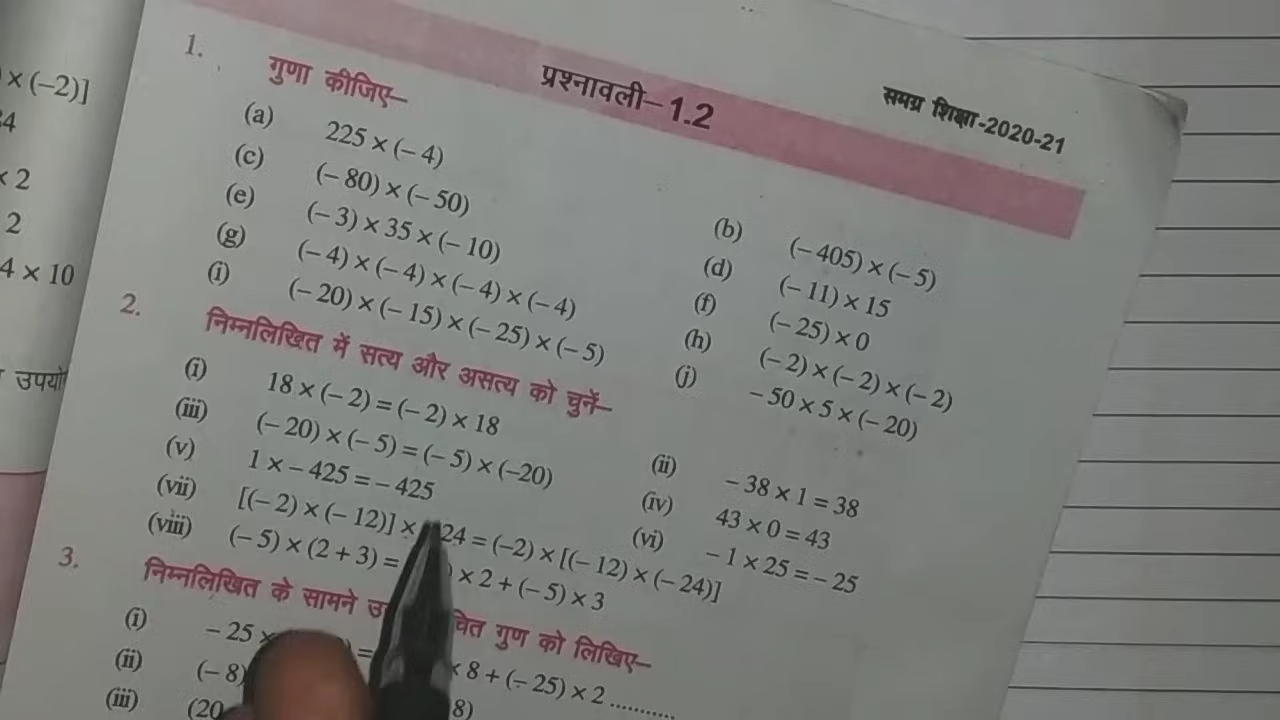 × (–2)]
× 2
2
4 × 10
समग्र शिक्षा-2020-21
प्रश्नावली– 1.2
1. गुणा कीजिए–
(a) 225 × (– 4) (b) (– 405) × (– 5)
(c) (– 80) × (– 50) (d) (– 11) × 15
(e) (– 3) × 35 × (– 10) (f) (– 25) × 0
(g) (– 4) × (– 4) × (– 4) × (– 4) (h) (– 2) × (– 2) × (– 2)
(i) (– 20) × (– 15) × (– 25) × (– 5) (j) – 50 × 5 × (– 20)
2. निम्नलिखित में सत्य और असत्य को चुनें–
(i) 18 × (– 2) = (– 2) × 18 (ii) – 38 × 1 = 38
(iii) (– 20) × (– 5) = (– 5) × (–20) (iv) 43 × 0 = 43
(v) 1 × – 425 = – 425 (vi) – 1 × 25 = – 25
(vii) [(– 2) × (– 12)] × 24 = (–2) × [(– 12) × (– 24)]
(viii) (– 5) × (2 + 3) = ) × 2 + (– 5) × 3
3. निम्नलिखित के सामने गुण को लिखिए–
(i) – 25 × = × 8 + (– 25) × 2 ...........
(ii) (– 8)
(iii) (20 8)